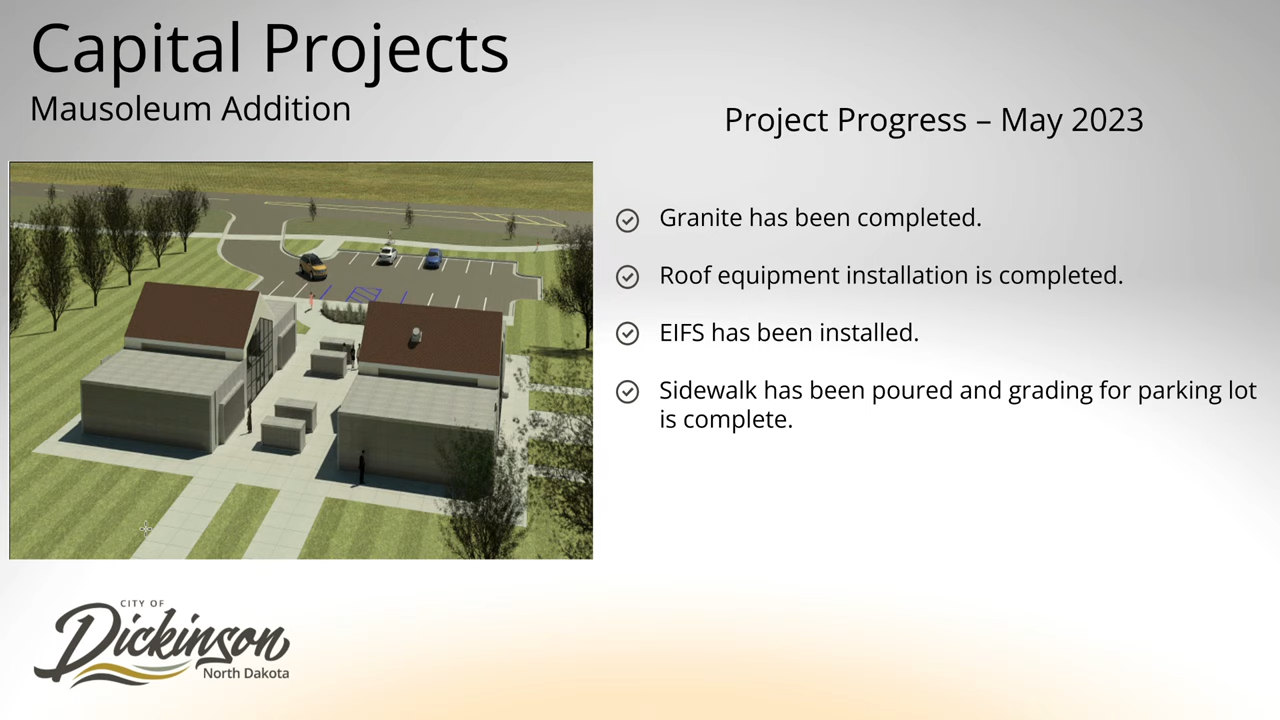 Capital Projects
Mausoleum Addition
Project Progress – May 2023
Granite has been completed.
Roof equipment installation is completed.
EIFS has been installed.
Sidewalk has been poured and grading for parking lot
is complete.
CITY OF
Dickinson
North Dakota